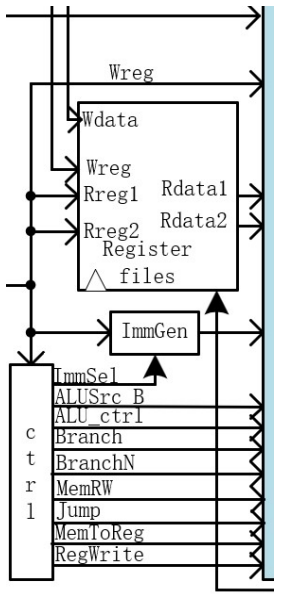 Wreg
Wdata
Wreg
Rreg1
Rdata1
Rreg2
Rdata2
Register
files
ImmGen
ctrl
ImmSel
ALUSrc_B
ALU_ctrl
Branch
BranchN
MemRW
Jump
MemToReg
RegWrite